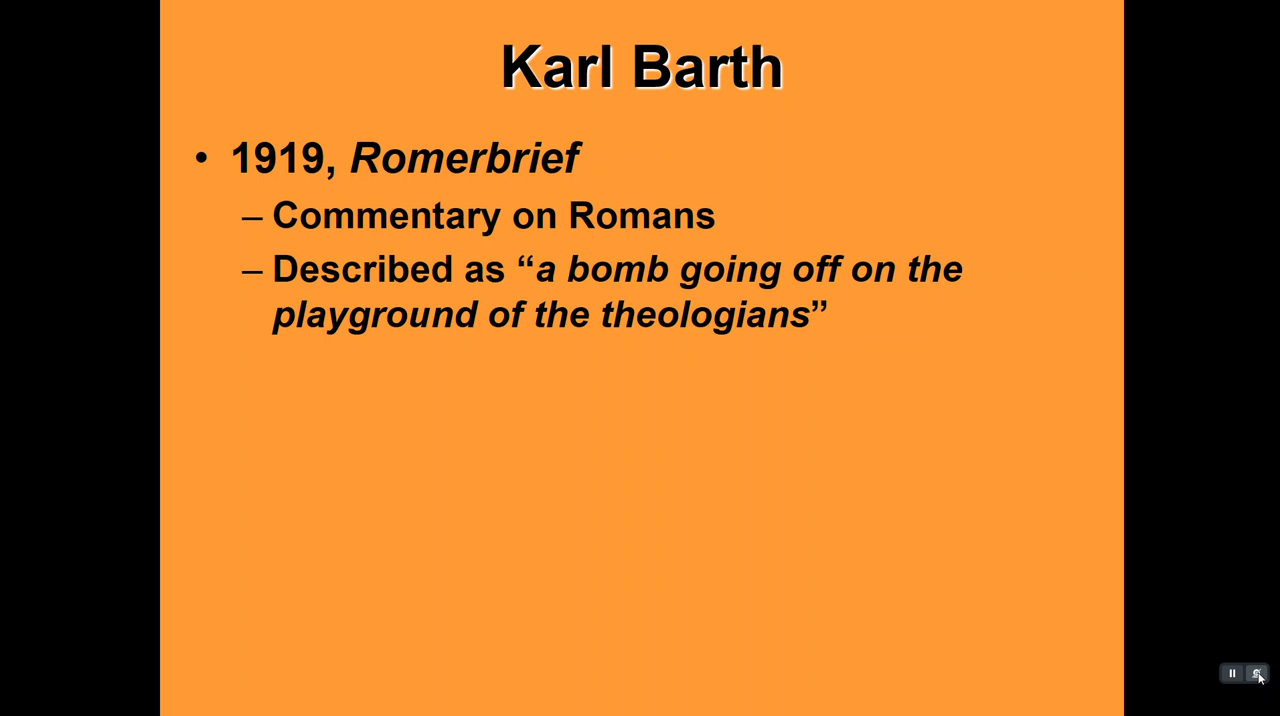 Karl Barth
• 1919, Romerbrief
– Commentary on Romans
– Described as “a bomb going off on the
playground of the theologians”